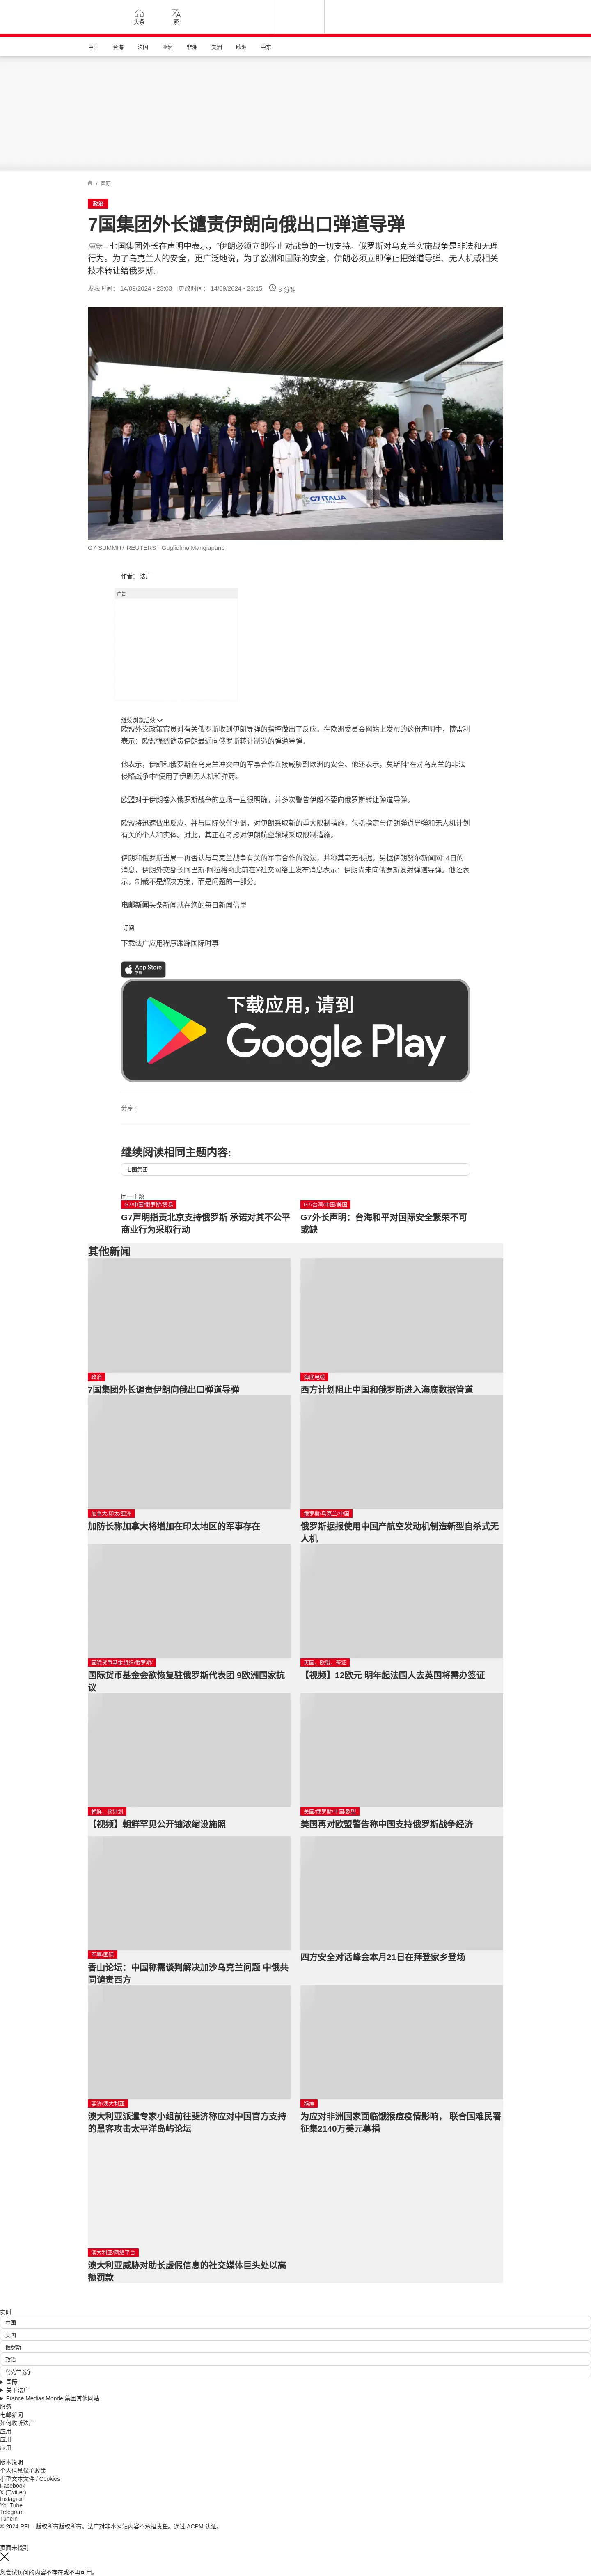 头条
繁
中国 台海 法国 亚洲 非洲 美洲 欧洲 中东
/ 国际
政治
7国集团外长谴责伊朗向俄出口弹道导弹
国际 – 七国集团外长在声明中表示，“伊朗必须立即停止对战争的一切支持。俄罗斯对乌克兰实施战争是非法和无理
行为。为了乌克兰人的安全，更广泛地说，为了欧洲和国际的安全，伊朗必须立即停止把弹道导弹、无人机或相关
技术转让给俄罗斯。
发表时间： 14/09/2024 - 23:03 更改时间： 14/09/2024 - 23:15 3 分钟
G7 ITALIA
G7-SUMMIT/ REUTERS - Guglielmo Mangiapane
作者： 法广
广告
继续浏览后续
欧盟外交政策官员对有关俄罗斯收到伊朗导弹的指控做出了反应。在欧洲委员会网站上发布的这份声明中，博雷利
表示：欧盟强烈谴责伊朗最近向俄罗斯转让制造的弹道导弹。
他表示，伊朗和俄罗斯在乌克兰冲突中的军事合作直接威胁到欧洲的安全。他还表示，莫斯科“在对乌克兰的非法
侵略战争中”使用了伊朗无人机和弹药。
欧盟对于伊朗卷入俄罗斯战争的立场一直很明确，并多次警告伊朗不要向俄罗斯转让弹道导弹。
欧盟将迅速做出反应，并与国际伙伴协调，对伊朗采取新的重大限制措施，包括指定与伊朗弹道导弹和无人机计划
有关的个人和实体。对此，其正在考虑对伊朗航空领域采取限制措施。
伊朗和俄罗斯当局一再否认与乌克兰战争有关的军事合作的说法，并称其毫无根据。另据伊朗努尔新闻网14日的
消息，伊朗外交部长阿巴斯·阿拉格奇此前在X社交网络上发布消息表示：伊朗尚未向俄罗斯发射弹道导弹。他还表
示，制裁不是解决方案，而是问题的一部分。
电邮新闻头条新闻就在您的每日新闻信里
订阅
下载法广应用程序跟踪国际时事
App Store
下载
下载应用，请到
Google Play
分享 :
继续阅读相同主题内容:
七国集团
同一主题
G7/中国/俄罗斯/贸易
G7声明指责北京支持俄罗斯 承诺对其不公平
商业行为采取行动
G7/台湾/中国/美国
G7外长声明：台海和平对国际安全繁荣不可
或缺
其他新闻
政治
7国集团外长谴责伊朗向俄出口弹道导弹
海底电缆
西方计划阻止中国和俄罗斯进入海底数据管道
加拿大/印太/亚洲
加防长称加拿大将增加在印太地区的军事存在
俄罗斯/乌克兰/中国
俄罗斯据报使用中国产航空发动机制造新型自杀式无
人机
国际货币基金组织/俄罗斯/
国际货币基金会欲恢复驻俄罗斯代表团 9欧洲国家抗
议
英国、欧盟、签证
【视频】12欧元 明年起法国人去英国将需办签证
朝鲜、核计划
【视频】朝鲜罕见公开铀浓缩设施照
美国/俄罗斯/中国/欧盟
美国再对欧盟警告称中国支持俄罗斯战争经济
军事/国际
香山论坛：中国称需谈判解决加沙乌克兰问题 中俄共
同谴责西方
四方安全对话峰会本月21日在拜登家乡登场
斐济/澳大利亚
澳大利亚派遣专家小组前往斐济称应对中国官方支持
的黑客攻击太平洋岛屿论坛
猴痘
为应对非洲国家面临饿猴痘疫情影响， 联合国难民署
征集2140万美元募捐
澳大利亚/网络平台
澳大利亚威胁对助长虚假信息的社交媒体巨头处以高
额罚款
实时
中国
美国
俄罗斯
政治
乌克兰战争
国际
关于法广
France Médias Monde 集团其他网站
服务
电邮新闻
如何收听法广
应用
应用
应用
版本说明
个人信息保护政策
小型文本文件 / Cookies
Facebook
X (Twitter)
Instagram
YouTube
Telegram
TuneIn
© 2024 RFI – 版权所有版权所有。法广对非本网站内容不承担责任。通过 ACPM 认证。
页面未找到
您尝试访问的内容不存在或不再可用。